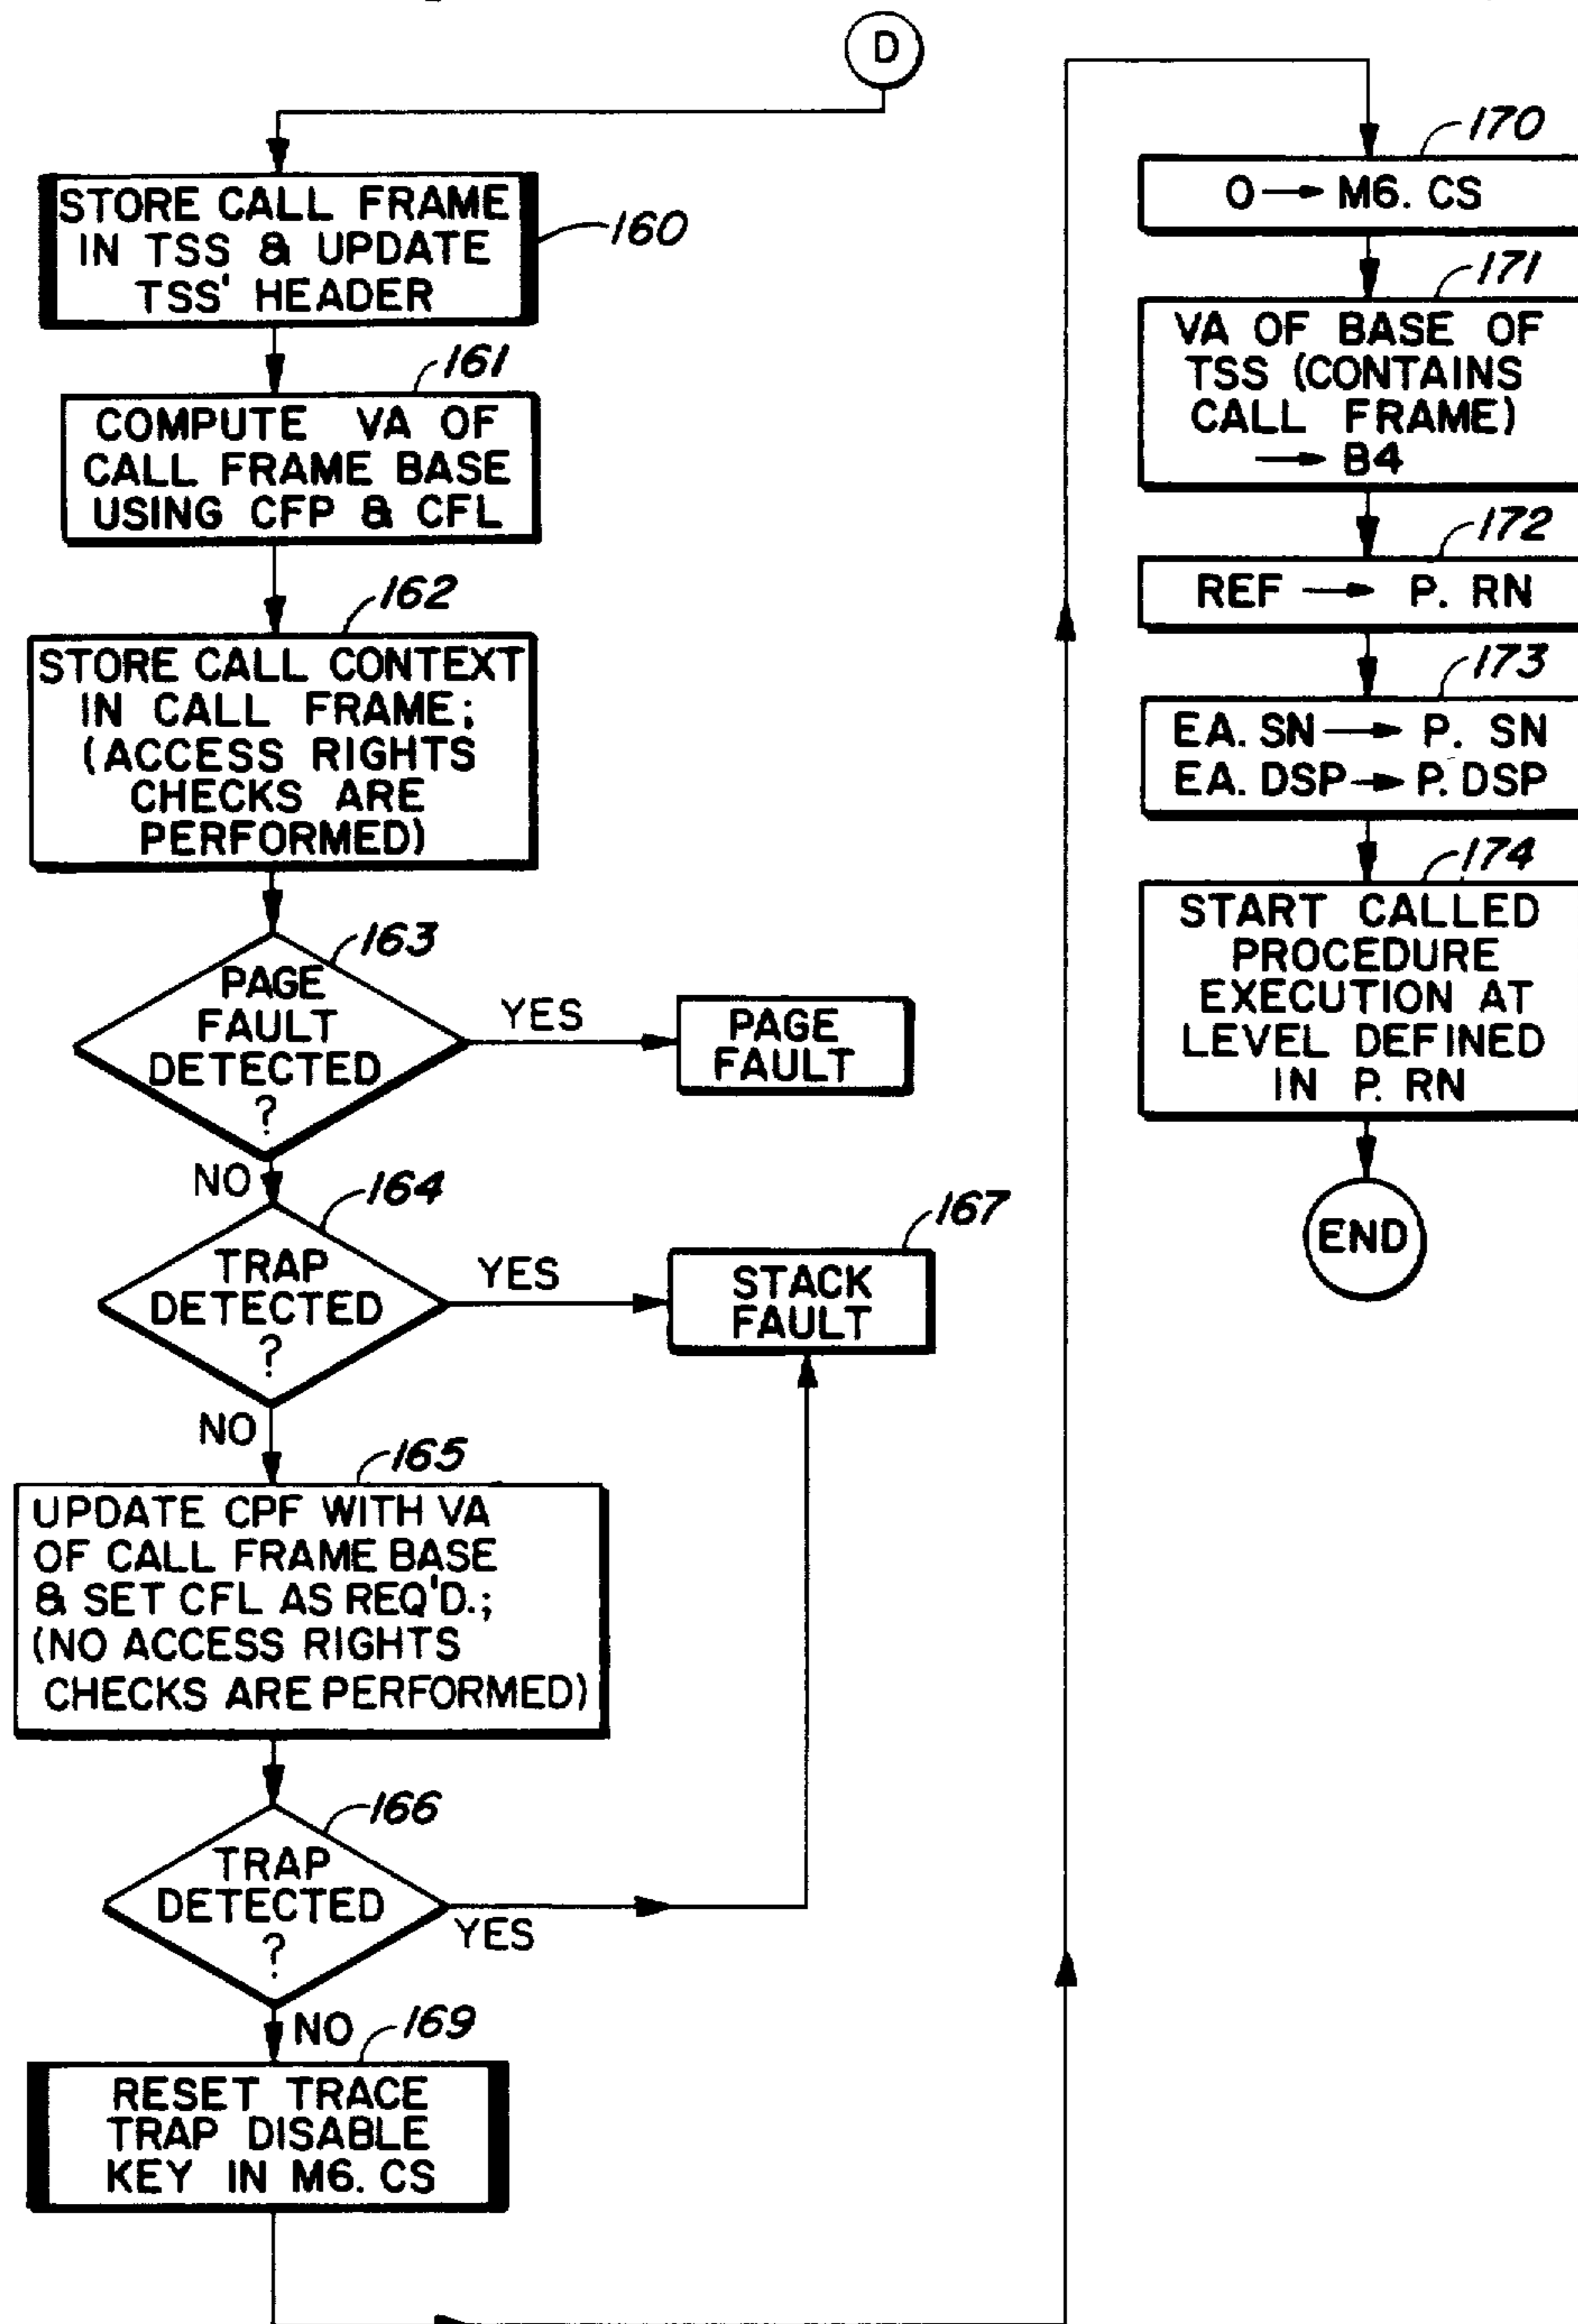 D
STORE CALL FRAME
IN TSS & UPDATE
TSS' HEADER
160
161
COMPUTE VA OF
CALL FRAME BASE
USING CFP & CFL
162
STORE CALL CONTEXT
IN CALL FRAME;
(ACCESS RIGHTS
CHECKS ARE
PERFORMED)
163
PAGE
FAULT
DETECTED
?
YES
PAGE
FAULT
NO
164
TRAP
DETECTED
?
YES
167
STACK
FAULT
NO
165
UPDATE CPF WITH VA
OF CALL FRAME BASE
& SET CFL AS REQ'D.;
(NO ACCESS RIGHTS
CHECKS ARE PERFORMED)
166
TRAP
DETECTED
?
YES
NO
169
RESET TRACE
TRAP DISABLE
KEY IN M6. CS
170
0 → M6. CS
171
VA OF BASE OF
TSS (CONTAINS
CALL FRAME)
→ B4
172
REF → P. RN
173
EA. SN → P. SN
EA. DSP → P. DSP
174
START CALLED
PROCEDURE
EXECUTION AT
LEVEL DEFINED
IN P. RN
END